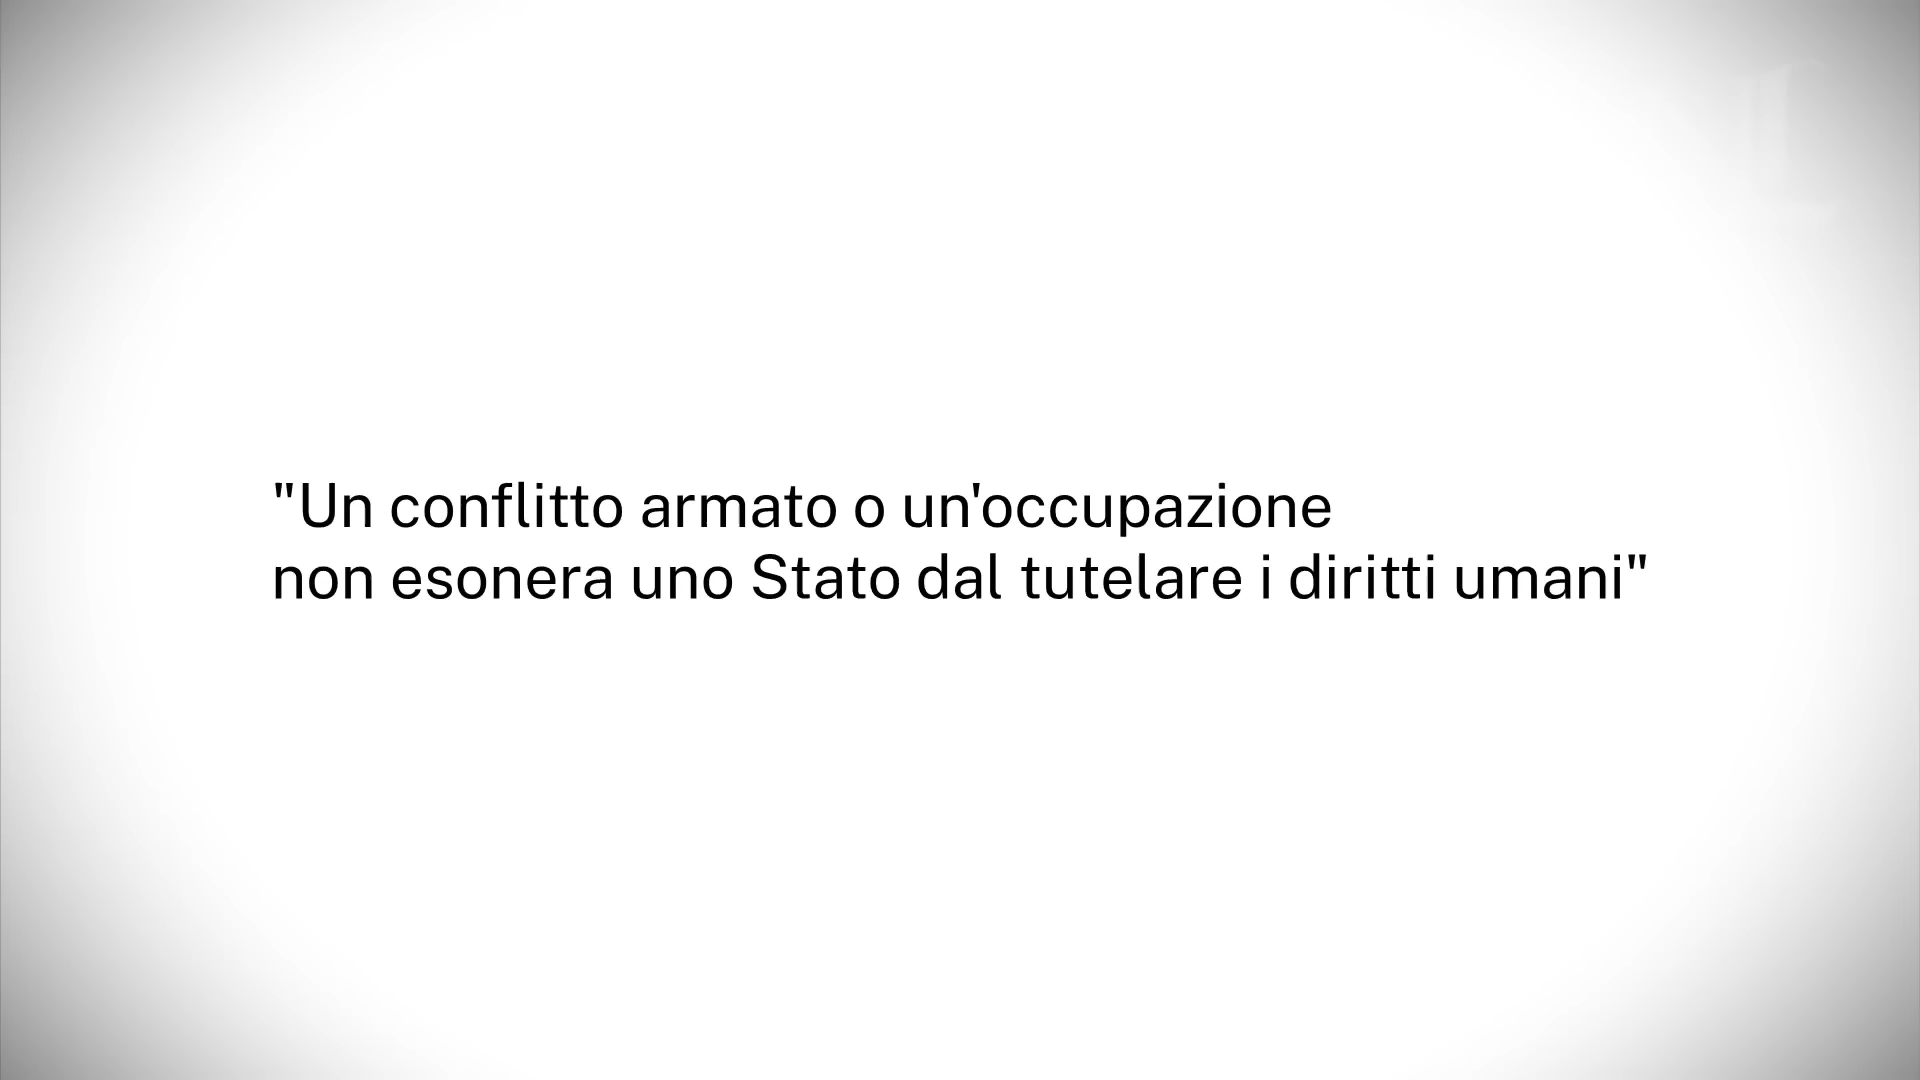 "Un conflitto armato o un'occupazione
non esonera uno Stato dal tutelare i diritti umani"